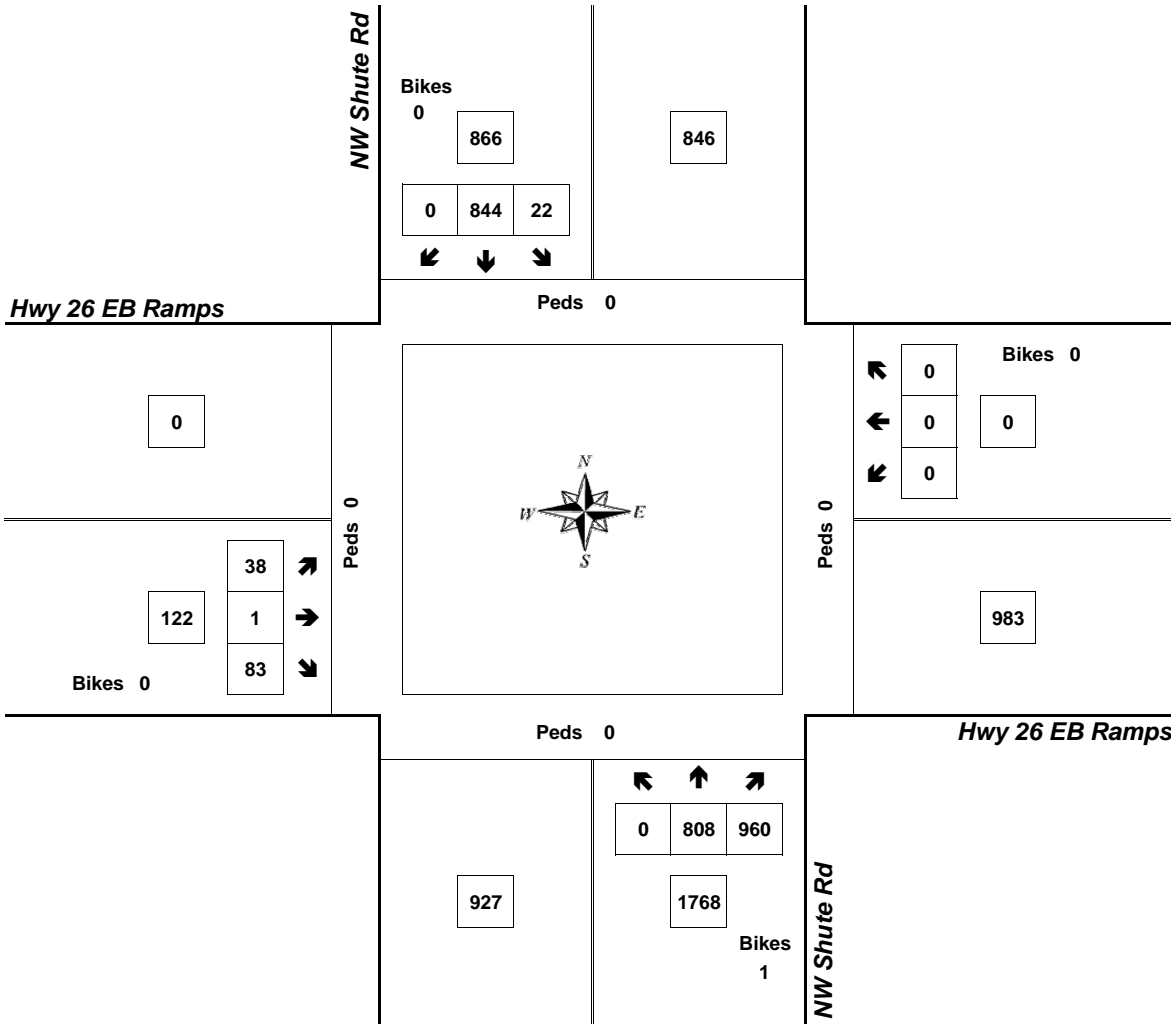 NW Shute Rd
Bikes
0
866
846
0 844 22
Hwy 26 EB Ramps
Peds 0
0
Bikes 0
0
0
0
0
N
W E
S
Peds 0
Peds 0
38
122
1
83
Bikes 0
983
Peds 0
Hwy 26 EB Ramps
0 808 960
927
1768
Bikes
1
NW Shute Rd